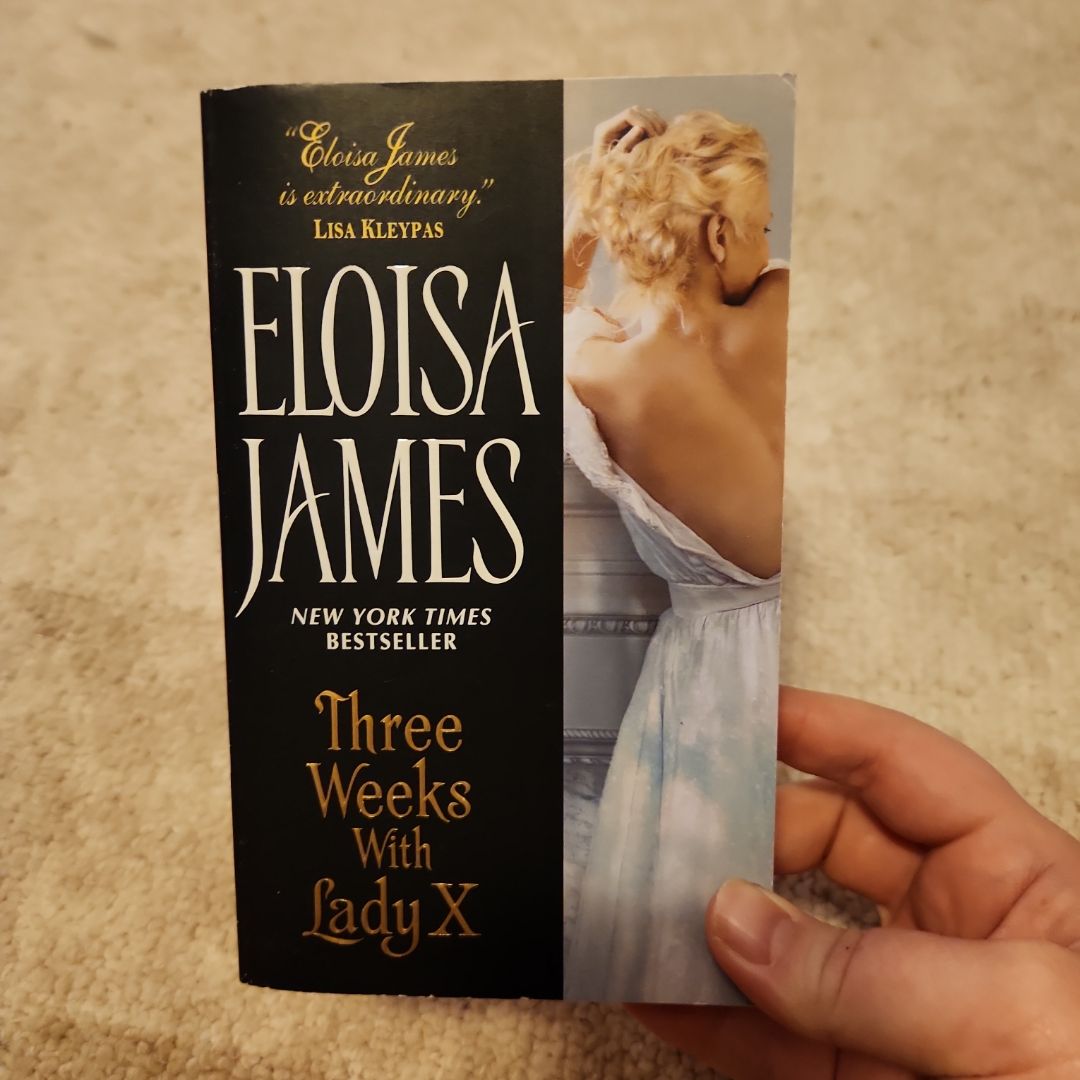 “Eloisa James
is extraordinary.”
LISA KLEYPAS
ELOISA
JAMES
NEW YORK TIMES
BESTSELLER
Three
Weeks
With
Lady X